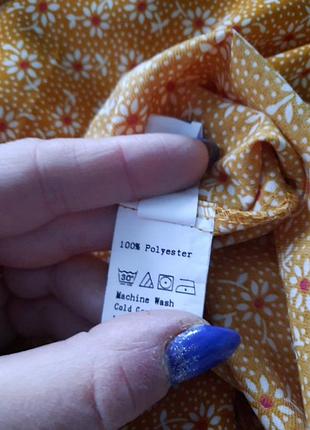 100% Polyester
30°
Machine Wash
Cold